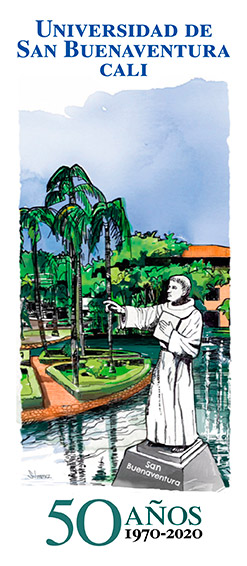 UNIVERSIDAD DE
SAN BUENAVENTURA
CALI
San
Buenaventura
50 AÑOS
1970-2020